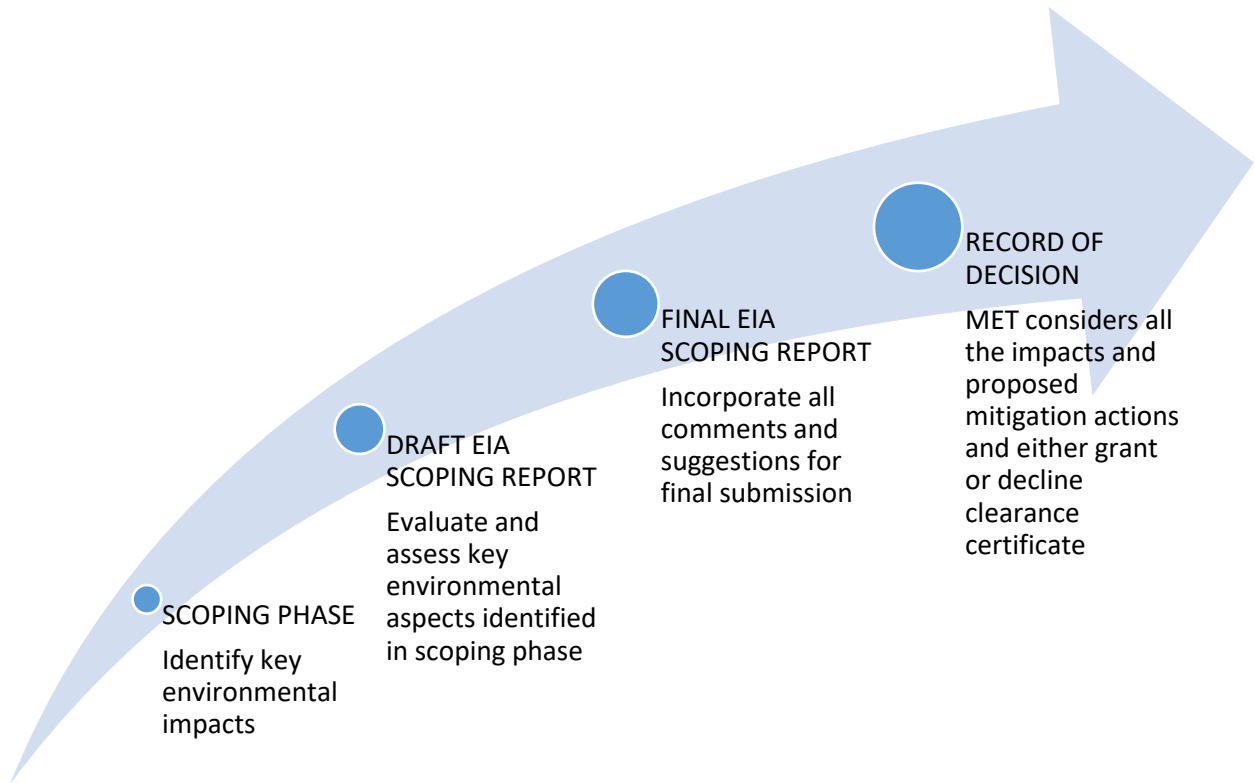 SCOPING PHASE
Identify key
environmental
impacts
DRAFT EIA
SCOPING REPORT
Evaluate and
assess key
environmental
aspects identified
in scoping phase
FINAL EIA
SCOPING REPORT
Incorporate all
comments and
suggestions for
final submission
RECORD OF
DECISION
MET considers all
the impacts and
proposed
mitigation actions
and either grant
or decline
clearance
certificate